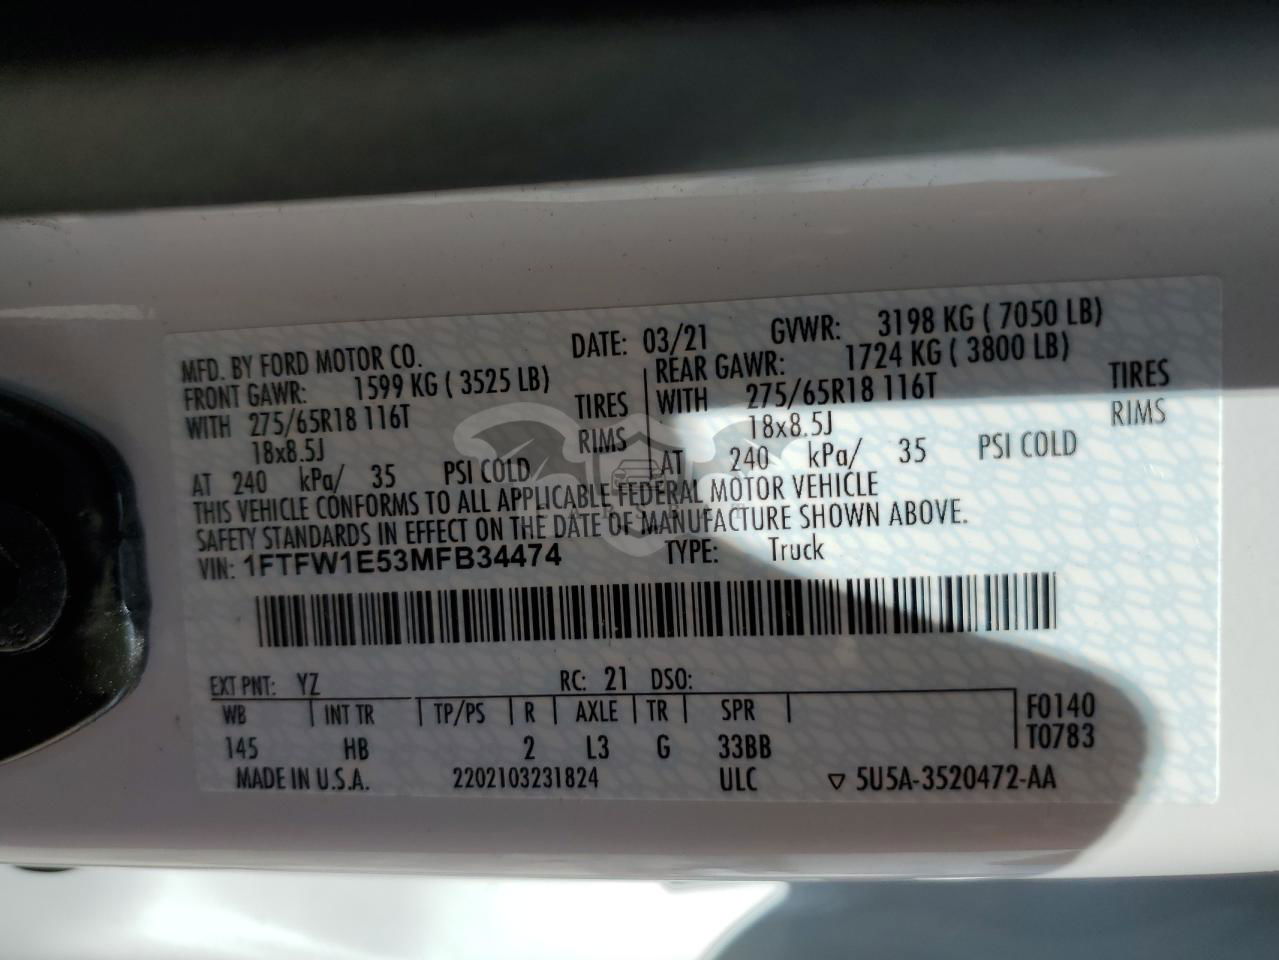 MFD. BY FORD MOTOR CO. DATE: 03/21 GVWR: 3198 KG ( 7050 LB)
FRONT GAWR: 1599 KG ( 3525 LB) REAR GAWR: 1724 KG ( 3800 LB)
WITH 275/65R18 116T TIRES WITH 275/65R18 116T TIRES
18x8.5J RIMS 18x8.5J RIMS
AT 240 kPa/ 35 PSI COLD AT 240 kPa/ 35 PSI COLD
THIS VEHICLE CONFORMS TO ALL APPLICABLE FEDERAL MOTOR VEHICLE
SAFETY STANDARDS IN EFFECT ON THE DATE OF MANUFACTURE SHOWN ABOVE.
VIN: 1FTFW1E53MFB34474 TYPE: Truck
EXT PNT: YZ RC: 21 DSO:
WB INT TR TP/PS R AXLE TR SPR F0140
145 HB 2 L3 G 33BB T0783
MADE IN U.S.A. 2202103231824 ULC ▽ 5U5A-3520472-AA